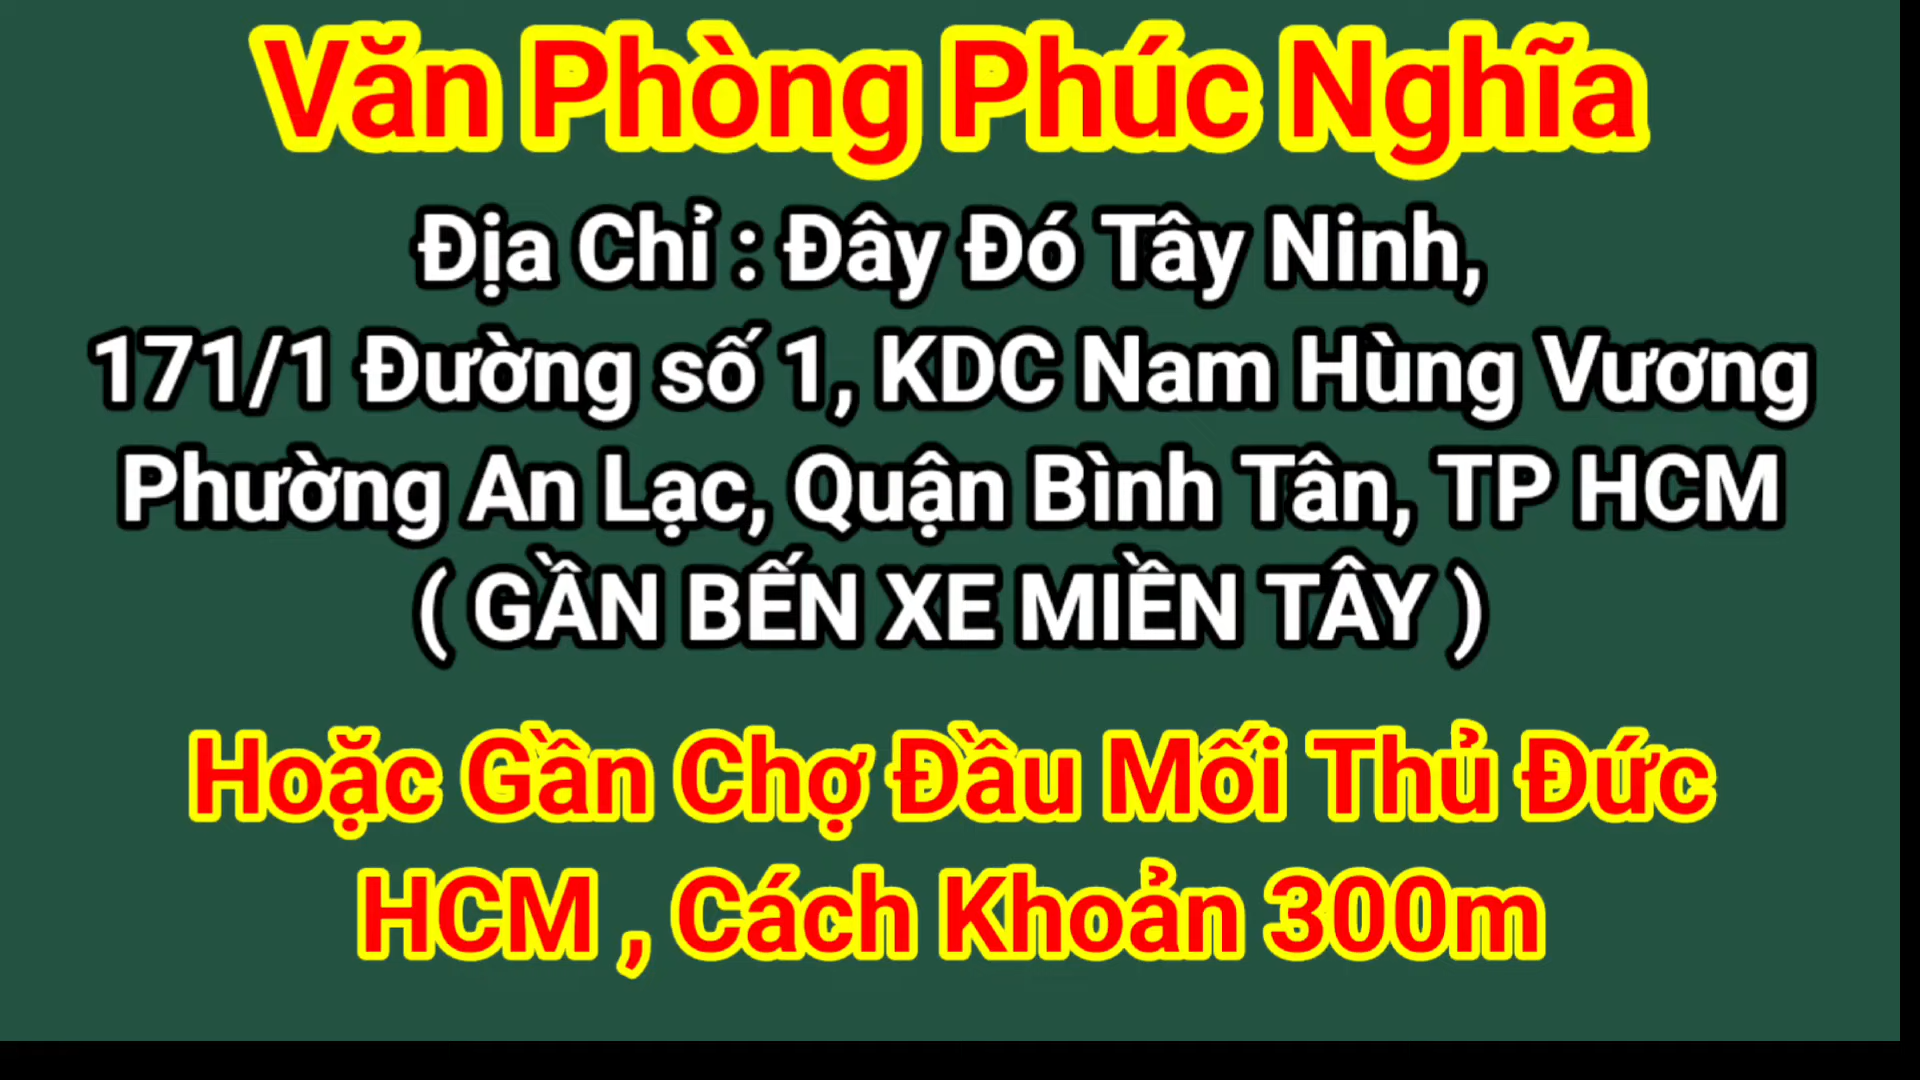 Văn Phòng Phúc Nghĩa
Địa Chỉ : Đây Đó Tây Ninh,
171/1 Đường số 1, KDC Nam Hùng Vương
Phường An Lạc, Quận Bình Tân, TP HCM
( GẦN BẾN XE MIỀN TÂY )
Hoặc Gần Chợ Đầu Mối Thủ Đức
HCM , Cách Khoản 300m